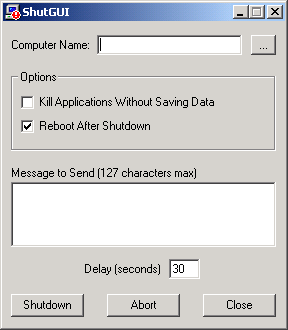 ShutGUI
Computer Name:
...
Options
Kill Applications Without Saving Data
Reboot After Shutdown
Message to Send (127 characters max)
Delay (seconds) 30
Shutdown Abort Close